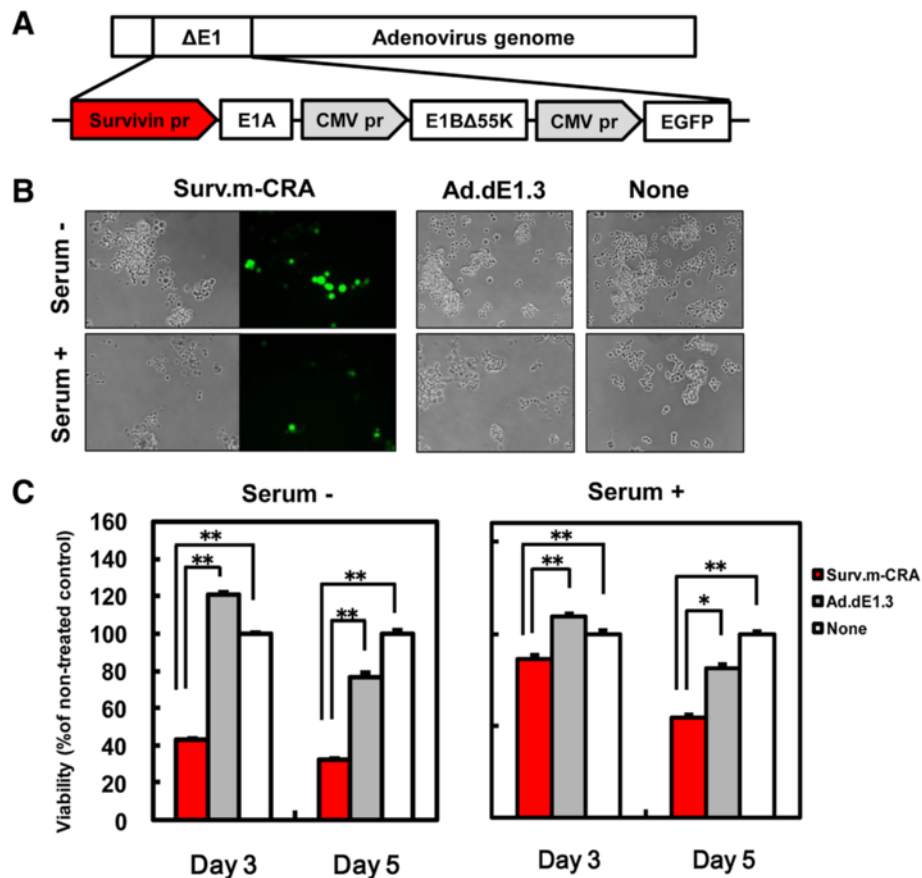 A
ΔE1
Adenovirus genome
Survivin pr
E1A
CMV pr
E1BΔ55K
CMV pr
EGFP
B
Surv.m-CRA
Ad.dE1.3
None
Serum -
Serum +
C
Serum -
Serum +
Viability (%of non-treated control)
160
140
120
100
80
60
40
20
0
**
**
**
**
**
**
**
*
Day 3
Day 5
Day 3
Day 5
Surv.m-CRA
Ad.dE1.3
None